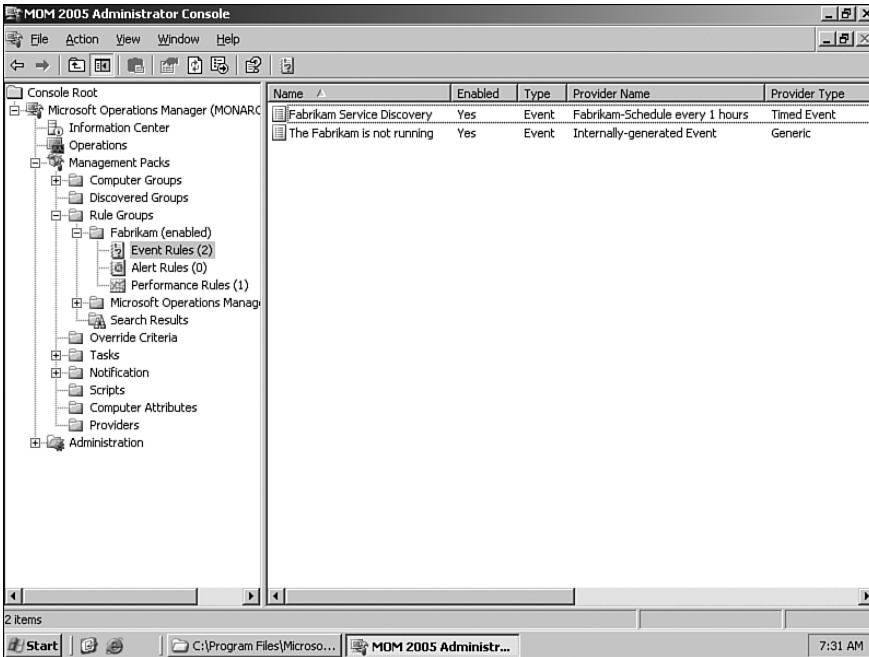 MOM 2005 Administrator Console
File Action View Window Help
Console Root
Microsoft Operations Manager (MONARC
Information Center
Operations
Management Packs
Computer Groups
Discovered Groups
Rule Groups
Fabrikam (enabled)
Event Rules (2)
Alert Rules (0)
Performance Rules (1)
Microsoft Operations Manag
Search Results
Override Criteria
Tasks
Notification
Scripts
Computer Attributes
Providers
Administration
Name Enabled Type Provider Name Provider Type
Fabrikam Service Discovery Yes Event Fabrikam-Schedule every 1 hours Timed Event
The Fabrikam is not running Yes Event Internally-generated Event Generic
2 items
Start C:\Program Files\Microso... MOM 2005 Administr... 7:31 AM